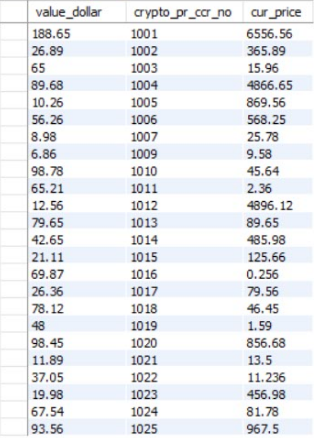 value_dollar crypto_pr_ccr_no cur_price
188.65 1001 6556.56
26.89 1002 365.89
65 1003 15.96
89.68 1004 4866.65
10.26 1005 869.56
56.26 1006 568.25
8.98 1007 25.78
6.86 1009 9.58
98.78 1010 45.64
65.21 1011 2.36
12.56 1012 4896.12
79.65 1013 89.65
42.65 1014 485.98
21.11 1015 125.66
69.87 1016 0.256
26.36 1017 79.56
78.12 1018 46.45
48 1019 1.59
98.45 1020 856.68
11.89 1021 13.5
37.05 1022 11.236
19.98 1023 456.98
67.54 1024 81.78
93.56 1025 967.5